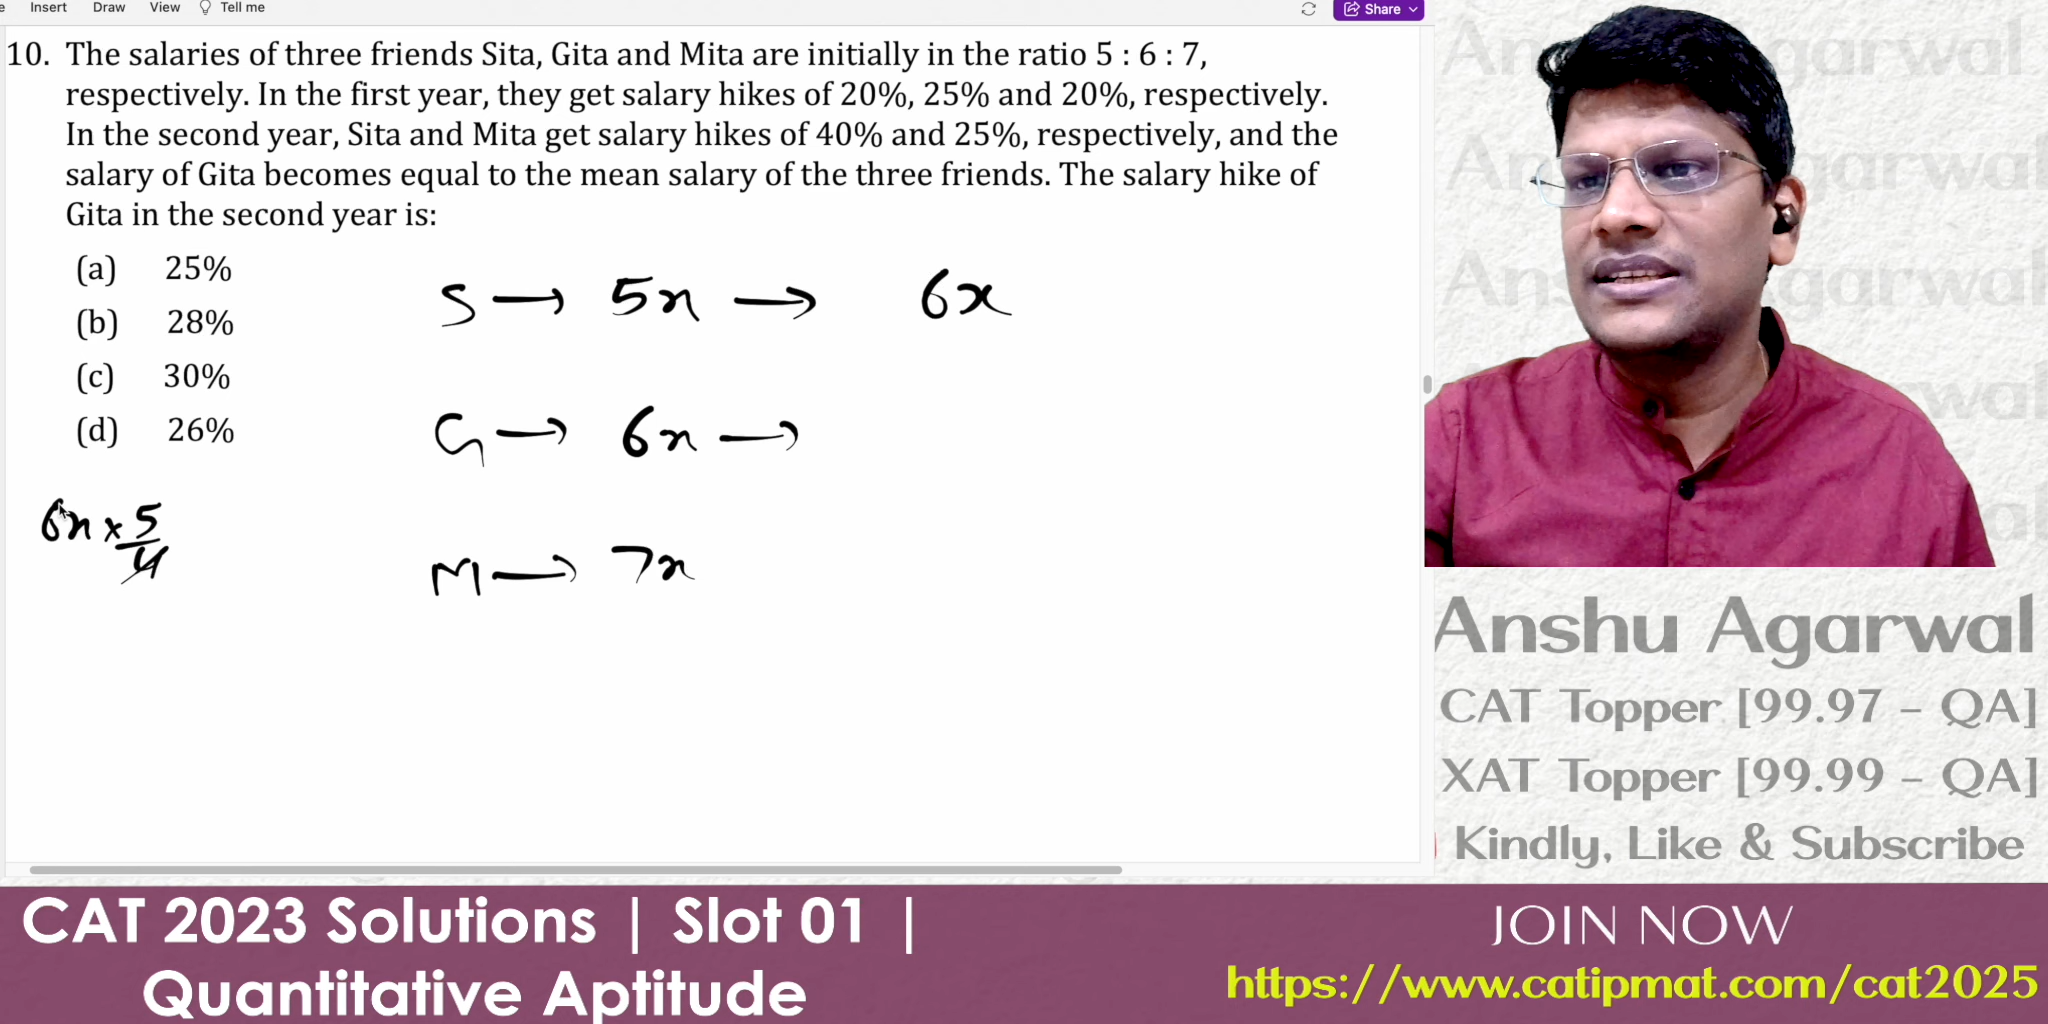 Insert Draw View Tell me
Share
10. The salaries of three friends Sita, Gita and Mita are initially in the ratio 5 : 6 : 7,
respectively. In the first year, they get salary hikes of 20%, 25% and 20%, respectively.
In the second year, Sita and Mita get salary hikes of 40% and 25%, respectively, and the
salary of Gita becomes equal to the mean salary of the three friends. The salary hike of
Gita in the second year is:
(a) 25%
(b) 28%
(c) 30%
(d) 26%
S → 5x → 6x
G → 6x →
M → 7x
6x × 5/4
Anshu Agarwal
CAT Topper [99.97 – QA]
XAT Topper [99.99 – QA]
Kindly, Like & Subscribe
CAT 2023 Solutions | Slot 01 |
Quantitative Aptitude
JOIN NOW
https://www.catipmat.com/cat2025